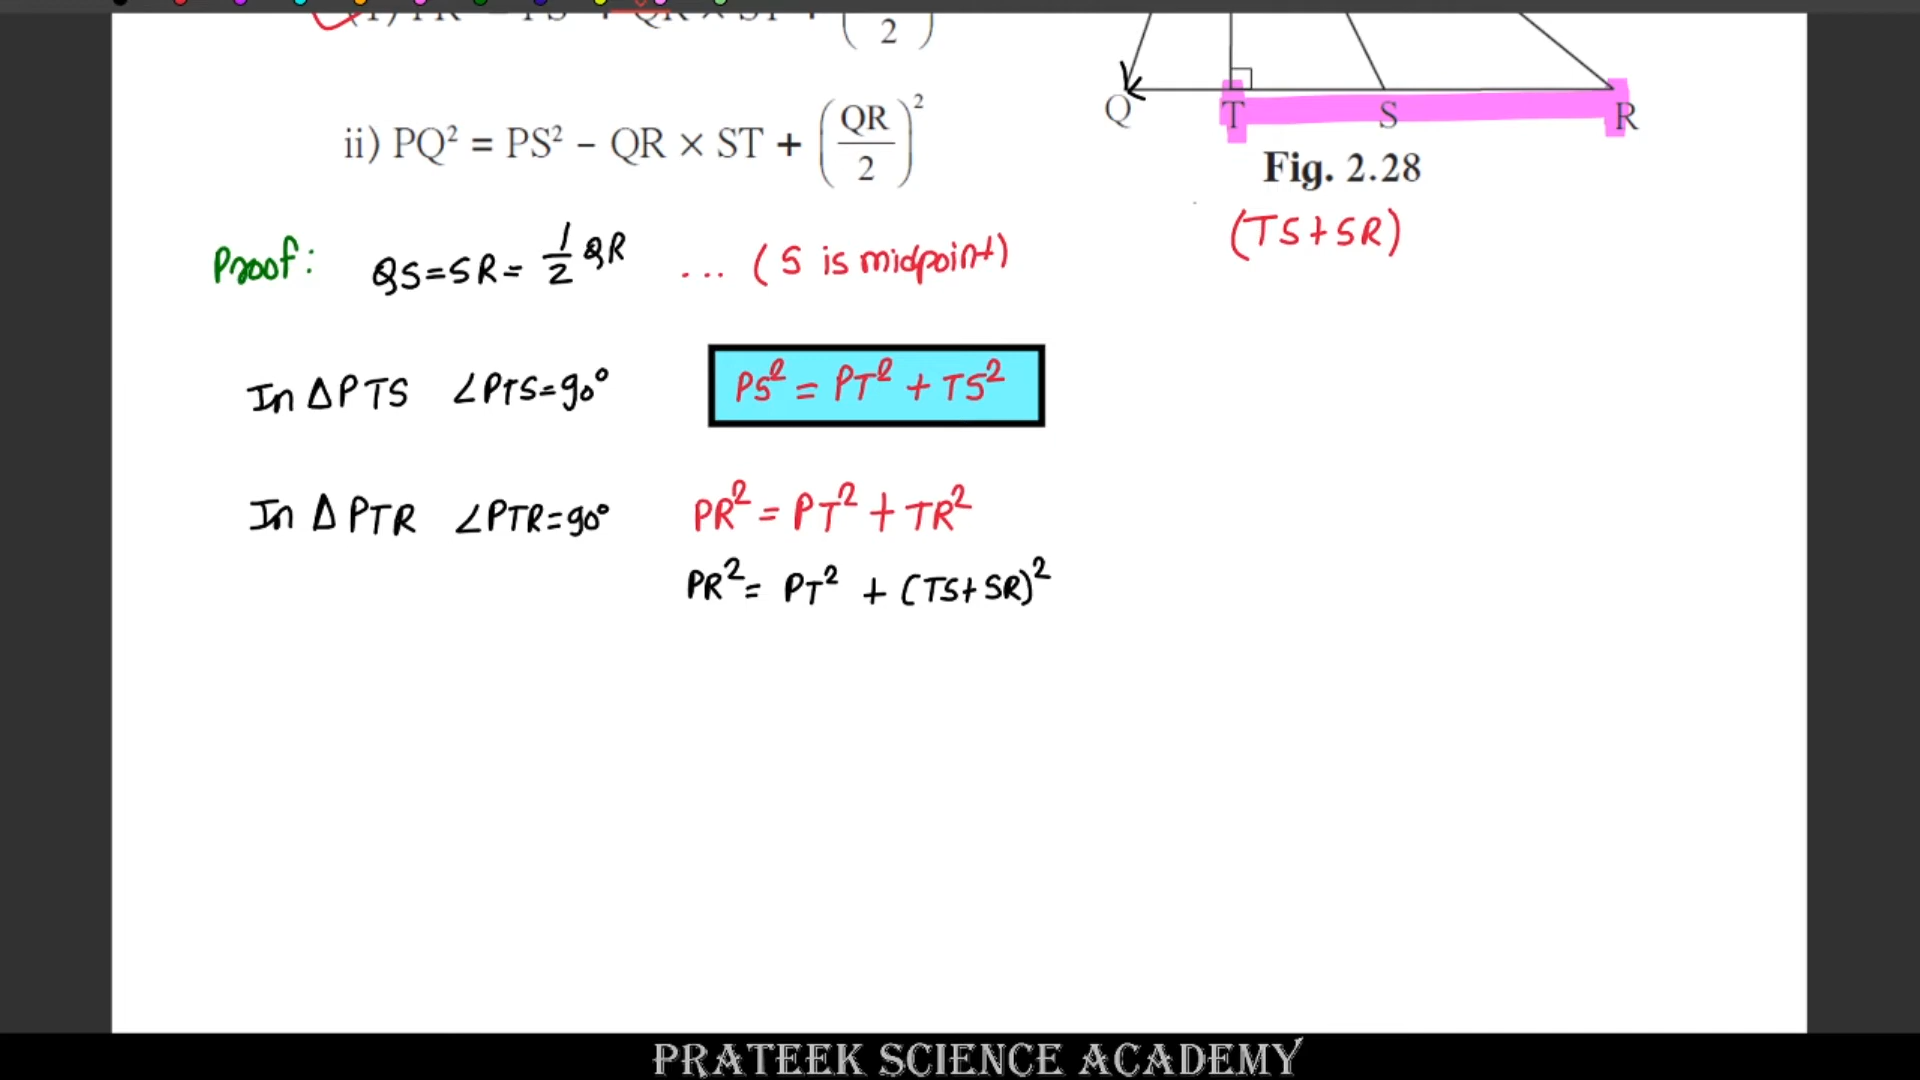 2
ii) PQ² = PS² − QR × ST + (QR/2)²
Q T S R
Fig. 2.28
(TS+SR)
Proof: QS=SR= 1/2 QR ... (S is midpoint)
In ΔPTS ∠PTS=90° PS² = PT² + TS²
In ΔPTR ∠PTR=90° PR² = PT² + TR²
PR² = PT² + (TS+SR)²
PRATEEK SCIENCE ACADEMY